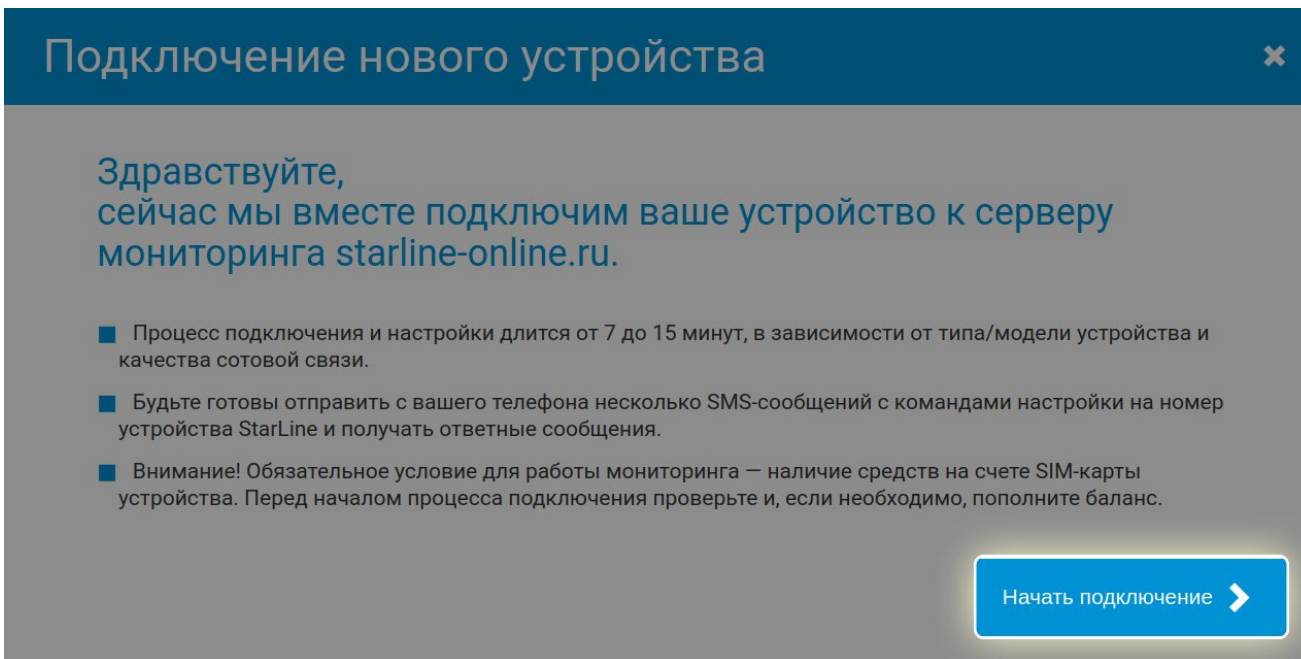 Подключение нового устройства
Здравствуйте,
сейчас мы вместе подключим ваше устройство к серверу
мониторинга starline-online.ru.
Процесс подключения и настройки длится от 7 до 15 минут, в зависимости от типа/модели устройства и
качества сотовой связи.
Будьте готовы отправить с вашего телефона несколько SMS-сообщений с командами настройки на номер
устройства StarLine и получать ответные сообщения.
Внимание! Обязательное условие для работы мониторинга — наличие средств на счете SIM-карты
устройства. Перед началом процесса подключения проверьте и, если необходимо, пополните баланс.
Начать подключение